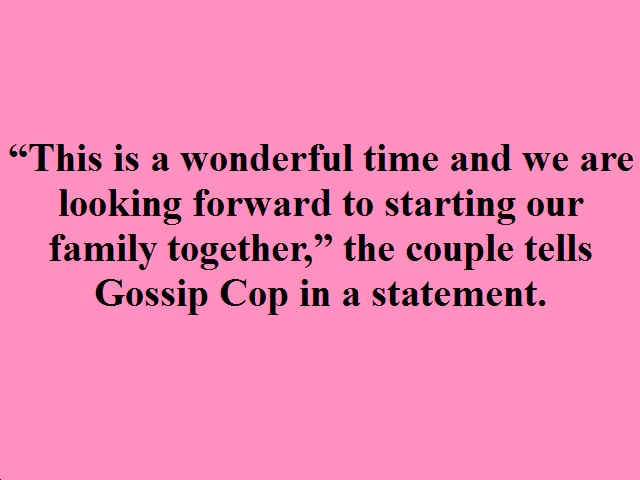 “This is a wonderful time and we are
looking forward to starting our
family together,” the couple tells
Gossip Cop in a statement.